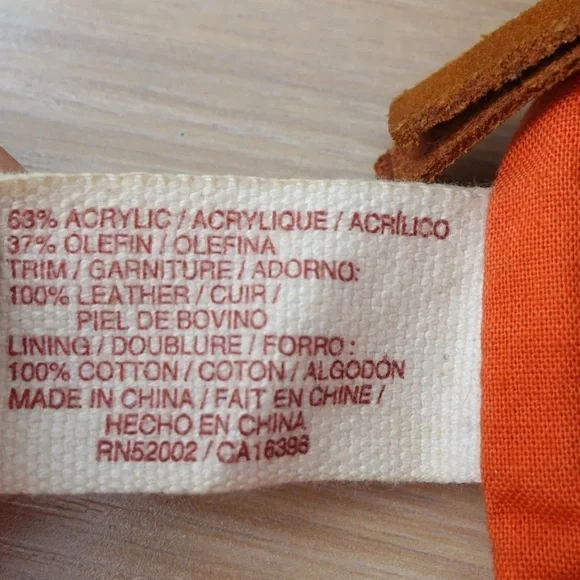 63% ACRYLIC / ACRYLIQUE / ACRÍLICO
37% OLEFIN / OLEFINA
TRIM / GARNITURE / ADORNO:
100% LEATHER / CUIR /
PIEL DE BOVINO
LINING / DOUBLURE / FORRO :
100% COTTON / COTON / ALGODÓN
MADE IN CHINA / FAIT EN CHINE /
HECHO EN CHINA
RN52002 / CA16398